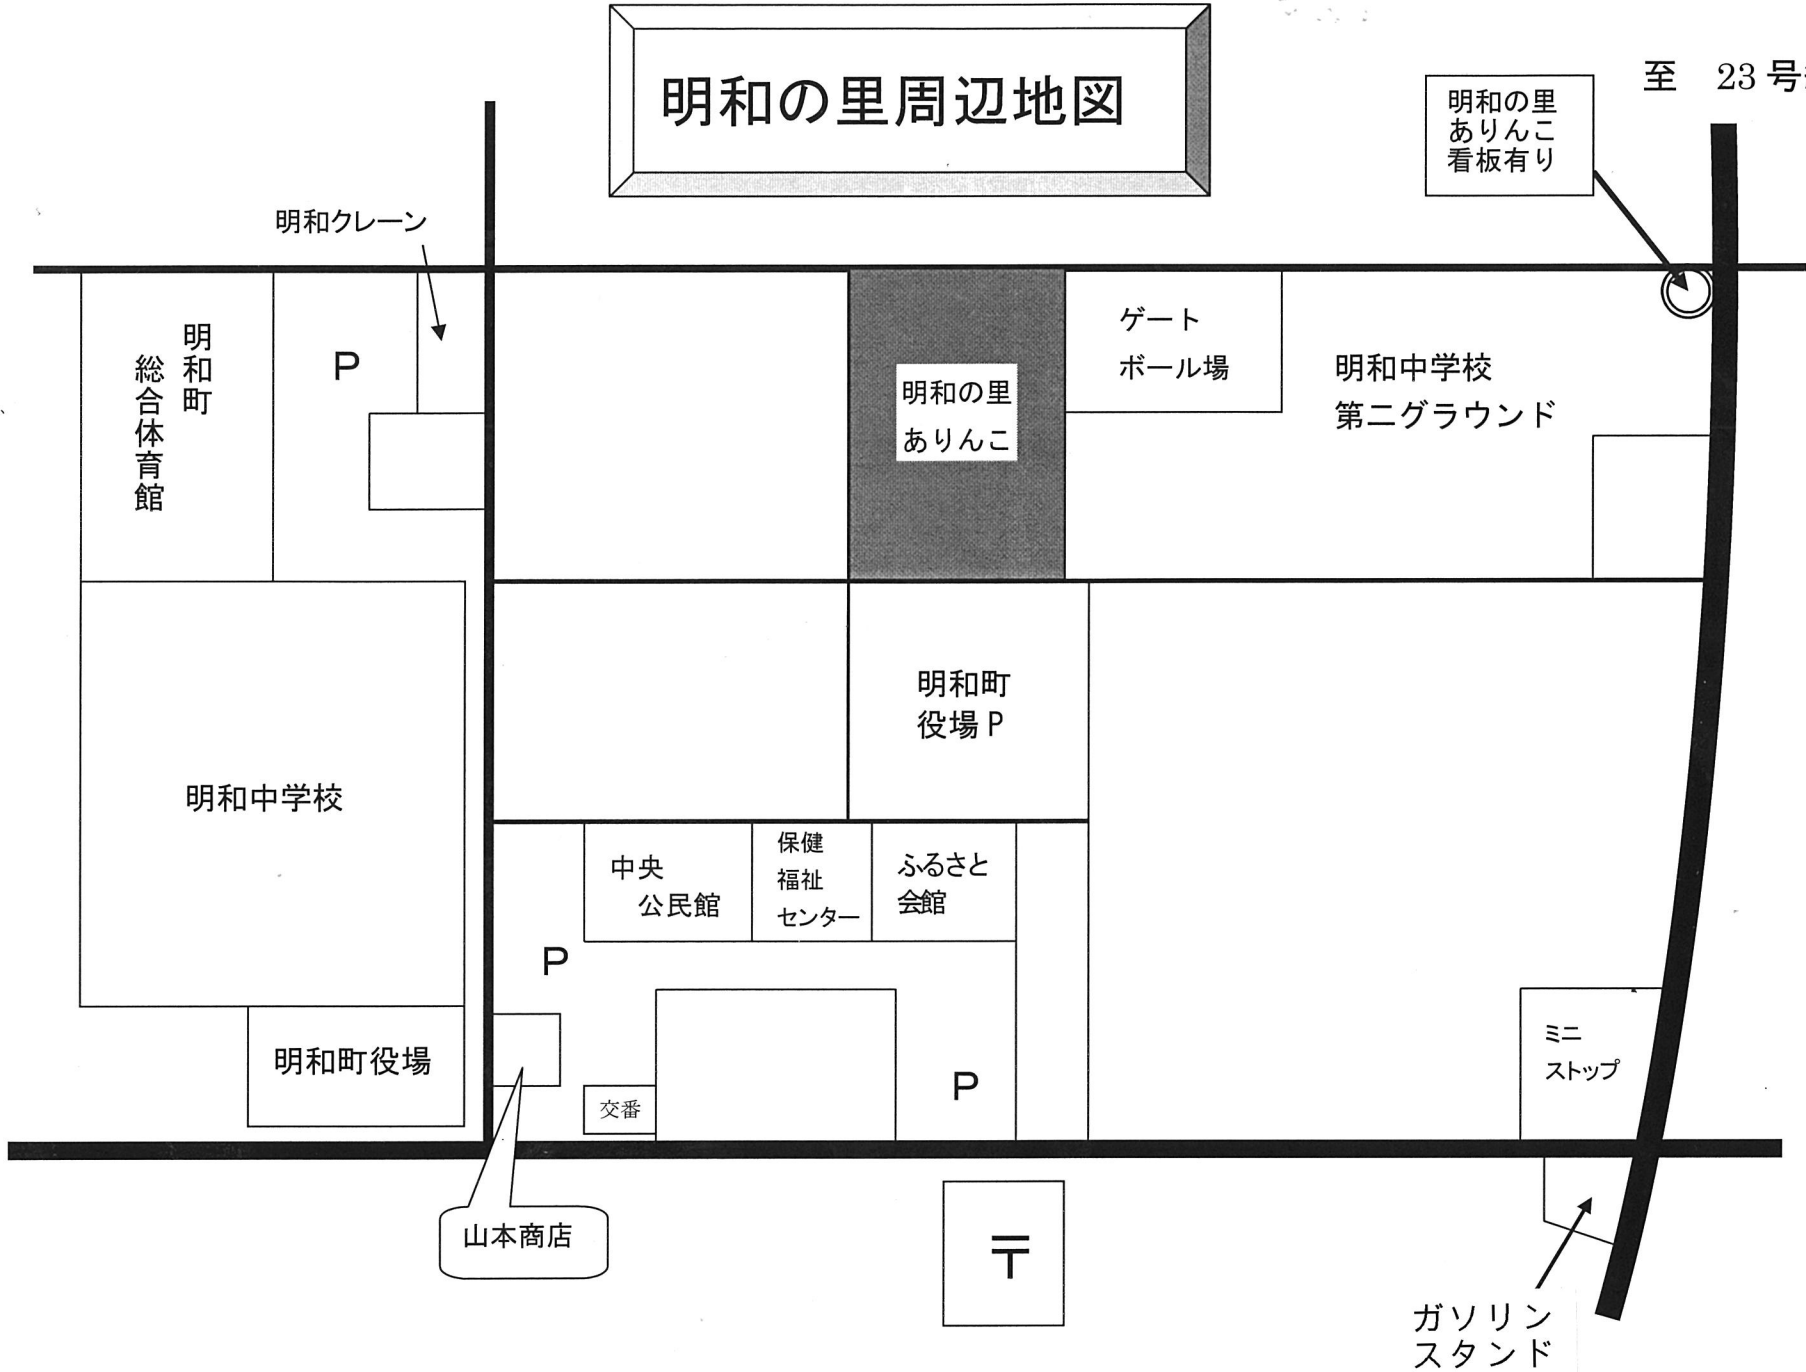 明和の里周辺地図
至　23号
明和の里
ありんこ
看板有り
明和クレーン
明和町
総合体育館
P
明和の里
ありんこ
ゲート
ボール場
明和中学校
第二グラウンド
明和町
役場P
明和中学校
中央
公民館
保健
福祉
センター
ふるさと
会館
P
明和町役場
交番
P
ミニ
ストップ
山本商店
〒
ガソリン
スタンド